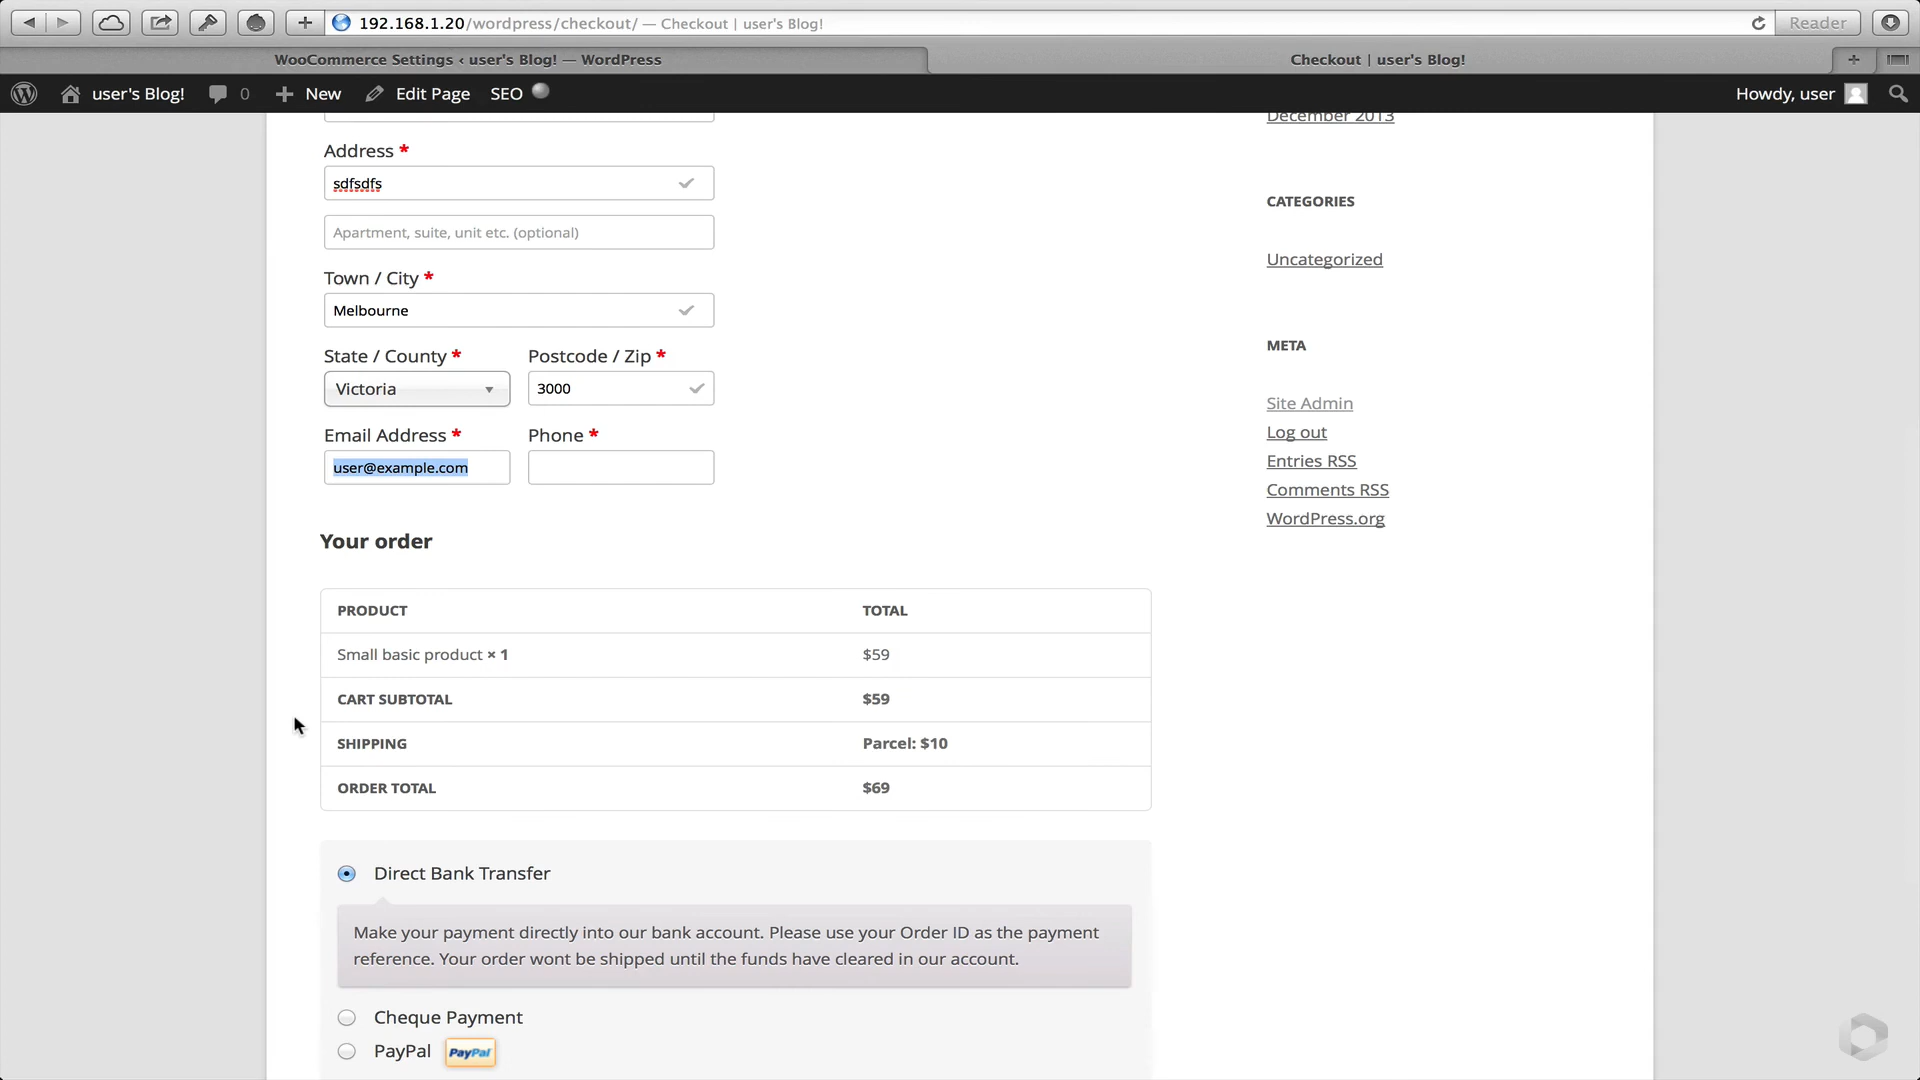 192.168.1.20/wordpress/checkout/ — Checkout | user's Blog!
Reader
WooCommerce Settings ‹ user's Blog! — WordPress
Checkout | user's Blog!
user's Blog!
0
New
Edit Page
SEO
Howdy, user
December 2013
Address *
sdfsdfs
Apartment, suite, unit etc. (optional)
Town / City *
Melbourne
State / County *
Postcode / Zip *
Victoria
3000
Email Address *
Phone *
user@example.com
CATEGORIES
Uncategorized
META
Site Admin
Log out
Entries RSS
Comments RSS
WordPress.org
Your order
PRODUCT TOTAL
Small basic product × 1 $59
CART SUBTOTAL $59
SHIPPING Parcel: $10
ORDER TOTAL $69
Direct Bank Transfer
Make your payment directly into our bank account. Please use your Order ID as the payment
reference. Your order wont be shipped until the funds have cleared in our account.
Cheque Payment
PayPal PayPal